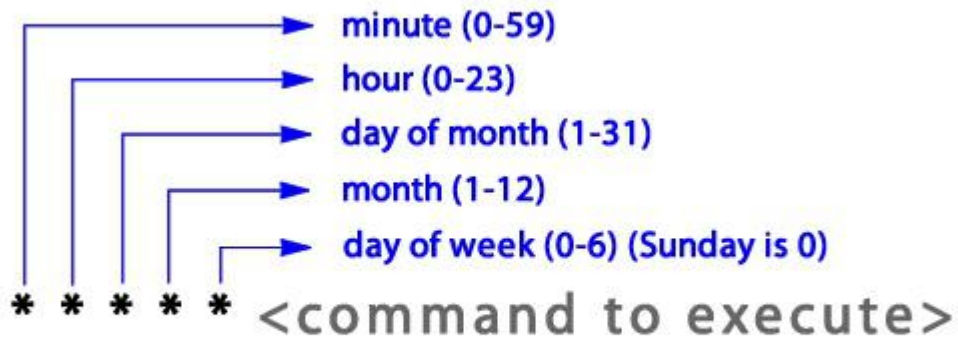 minute (0-59)
hour (0-23)
day of month (1-31)
month (1-12)
day of week (0-6) (Sunday is 0)
* * * * * <command to execute>